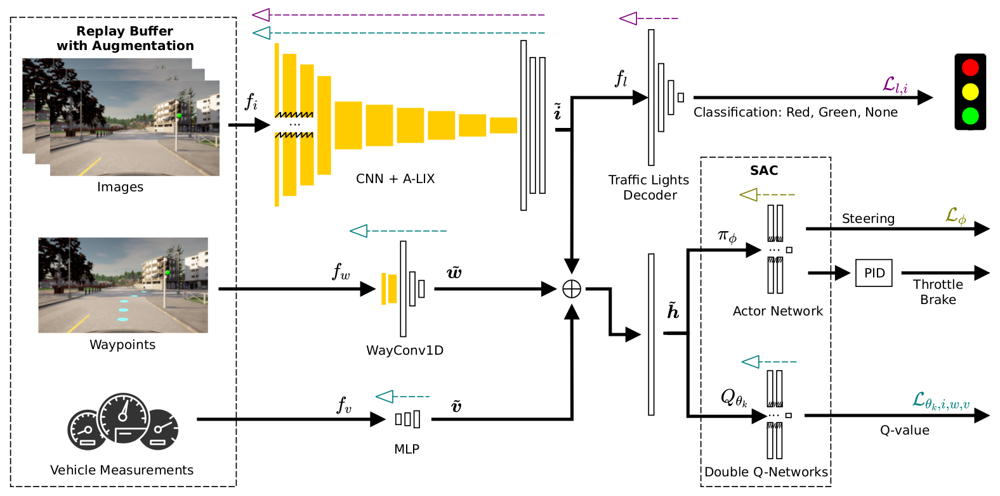 Replay Buffer
with Augmentation
Images
Waypoints
Vehicle Measurements
f_i
...
CNN + A-LIX
ĩ
f_w
WayConv1D
w̃
f_v
MLP
ṽ
f_l
Traffic Lights
Decoder
ℒ_{l,i}
Classification: Red, Green, None
h̃
SAC
π_ϕ
...
Actor Network
Steering
ℒ_ϕ
PID
Throttle
Brake
Q_{θ_k}
...
Double Q-Networks
ℒ_{θ_k,i,w,v}
Q-value